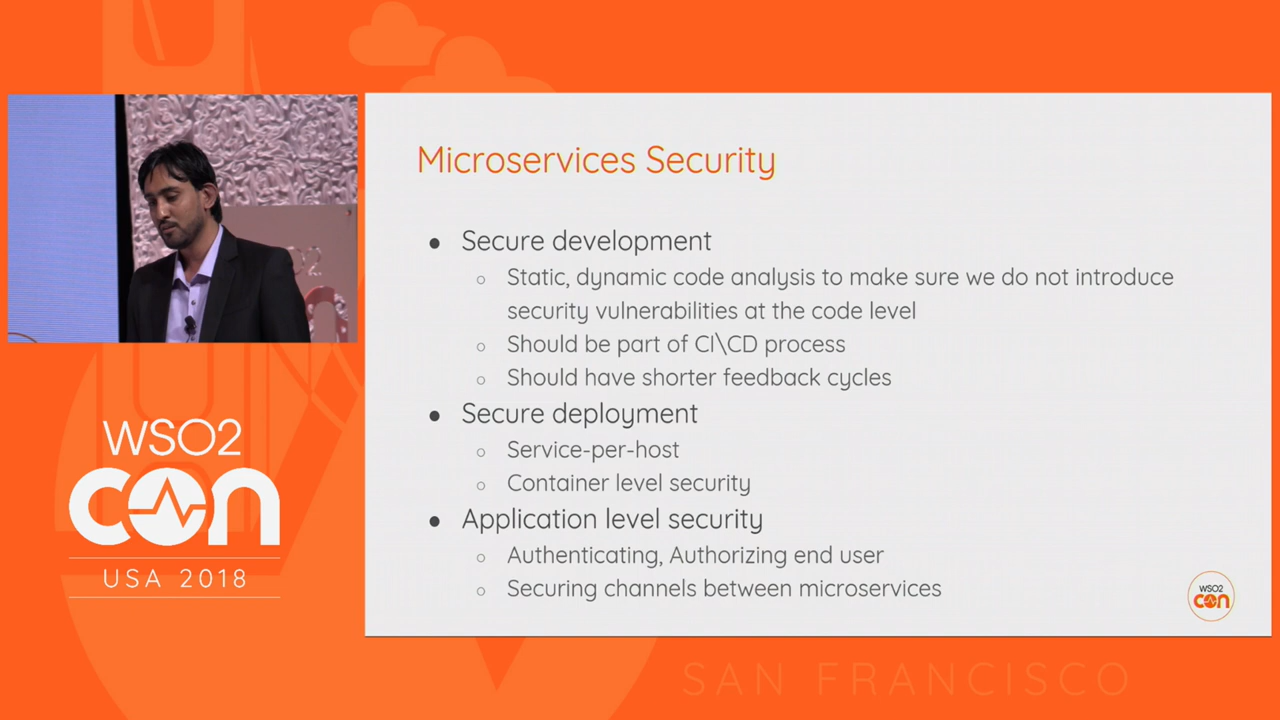 Microservices Security
● Secure development
○ Static, dynamic code analysis to make sure we do not introduce
security vulnerabilities at the code level
○ Should be part of CI\CD process
○ Should have shorter feedback cycles
● Secure deployment
○ Service-per-host
○ Container level security
● Application level security
○ Authenticating, Authorizing end user
○ Securing channels between microservices
WSO2
con
WSO2
con
USA 2018
SAN FRANCISCO